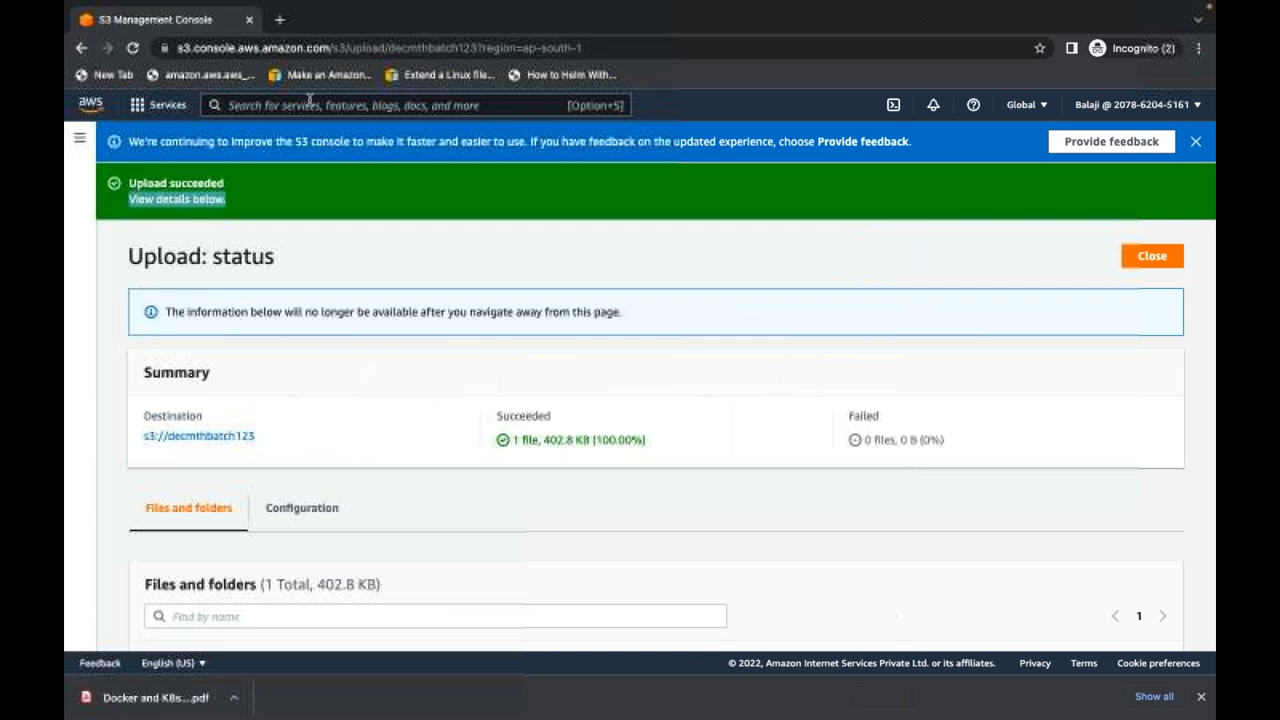 S3 Management Console
s3.console.aws.amazon.com/s3/upload/decmthbatch123?region=ap-south-1
Incognito (2)
New Tab
amazon.aws.aws_...
Make an Amazon...
Extend a Linux file...
How to Helm With...
aws
Services
Search for services, features, blogs, docs, and more
[Option+S]
Global
Balaji @ 2078-6204-5161
We're continuing to improve the S3 console to make it faster and easier to use. If you have feedback on the updated experience, choose Provide feedback.
Provide feedback
Upload succeeded
View details below.
Upload: status
Close
The information below will no longer be available after you navigate away from this page.
Summary
Destination
s3://decmthbatch123
Succeeded
1 file, 402.8 KB (100.00%)
Failed
0 files, 0 B (0%)
Files and folders
Configuration
Files and folders (1 Total, 402.8 KB)
Find by name
1
Feedback
English (US)
© 2022, Amazon Internet Services Private Ltd. or its affiliates.
Privacy
Terms
Cookie preferences
Docker and K8s....pdf
Show all